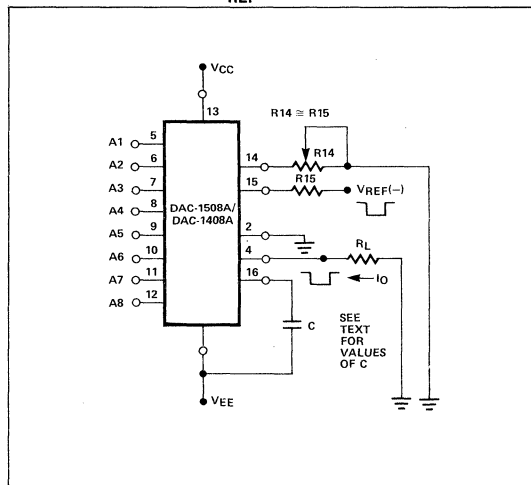 VCC
13
R14 ≅ R15
A1 5
A2 6
A3 7
A4 8
A5 9
A6 10
A7 11
A8 12
DAC-1508A/
DAC-1408A
14
R14
15
R15
VREF(-)
2
4
RL
16
IO
C
SEE
TEXT
FOR
VALUES
OF C
VEE